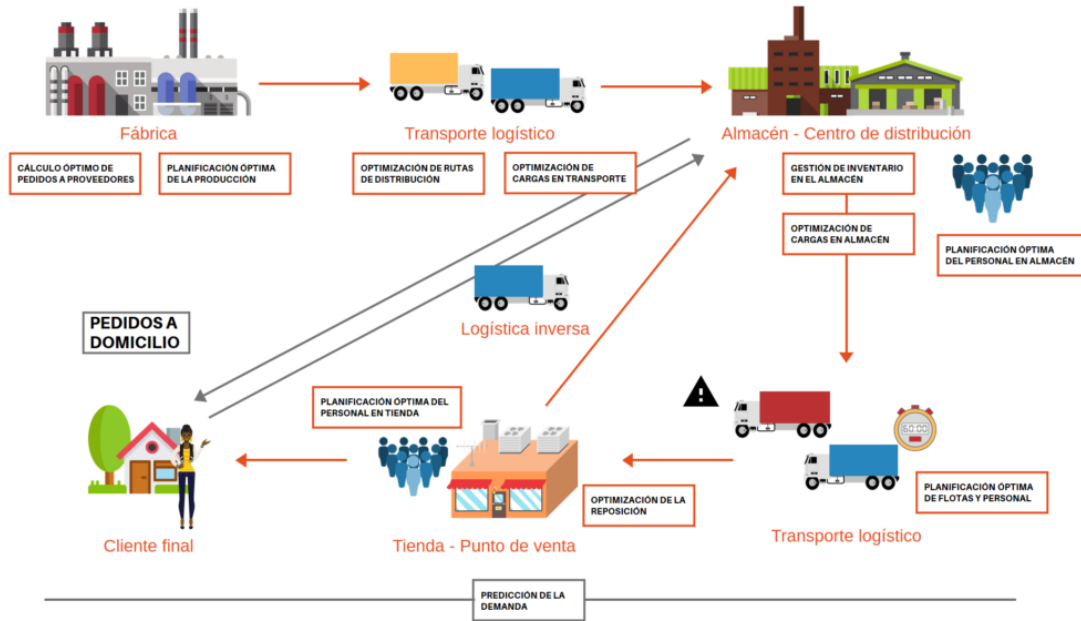 Fábrica
Transporte logístico
Almacén - Centro de distribución
CÁLCULO ÓPTIMO DE
PEDIDOS A PROVEEDORES
PLANIFICACIÓN ÓPTIMA
DE LA PRODUCCIÓN
OPTIMIZACIÓN DE RUTAS
DE DISTRIBUCIÓN
OPTIMIZACIÓN DE
CARGAS EN TRANSPORTE
GESTIÓN DE INVENTARIO
EN EL ALMACÉN
OPTIMIZACIÓN DE
CARGAS EN ALMACÉN
PLANIFICACIÓN ÓPTIMA
DEL PERSONAL EN ALMACÉN
Logística inversa
PEDIDOS A
DOMICILIO
PLANIFICACIÓN ÓPTIMA DEL
PERSONAL EN TIENDA
60:00
OPTIMIZACIÓN DE LA
REPOSICIÓN
PLANIFICACIÓN ÓPTIMA
DE FLOTAS Y PERSONAL
Cliente final
Tienda - Punto de venta
Transporte logístico
PREDICCIÓN DE LA
DEMANDA